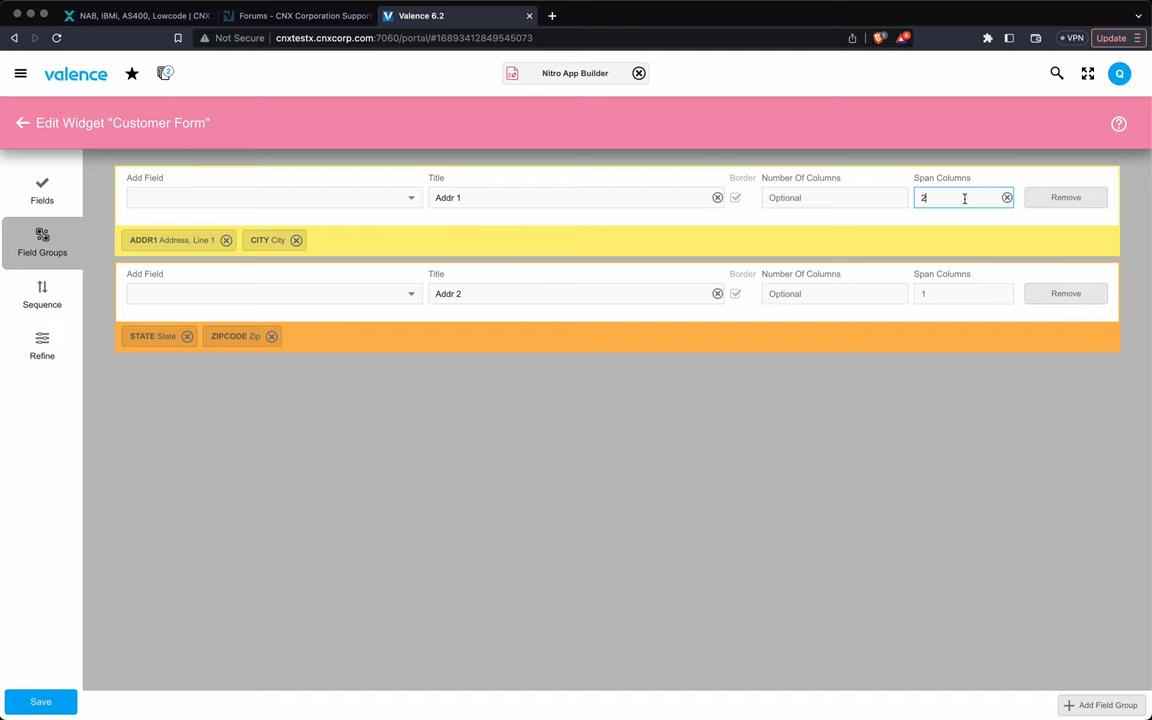 NAB, IBMi, AS400, Lowcode | CNX
Forums - CNX Corporation Support
Valence 6.2
Not Secure | cnxtestx.cnxcorp.com:7060/portal/#16893412849545073
1
4
VPN
Update
valence
2
Nitro App Builder
Q
Edit Widget "Customer Form"
Fields
Field Groups
Sequence
Refine
Add Field
Title
Border
Number Of Columns
Span Columns
Addr 1
Optional
2
Remove
ADDR1 Address, Line 1
CITY City
Add Field
Title
Border
Number Of Columns
Span Columns
Addr 2
Optional
1
Remove
STATE State
ZIPCODE Zip
Save
Add Field Group